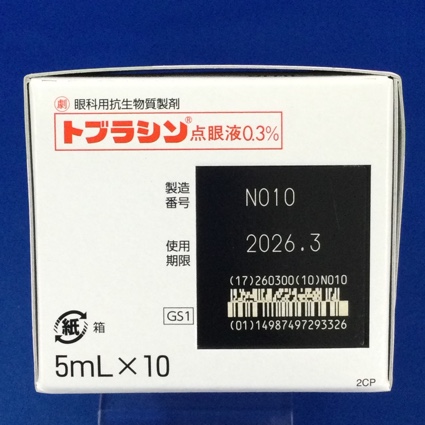 劇 眼科用抗生物質製剤
トブラシン®点眼液0.3%
製造番号 N010
使用期限 2026.3
(17)260300(10)N010
(01)14987497293326
GS1
紙 箱
5mL×10
2CP